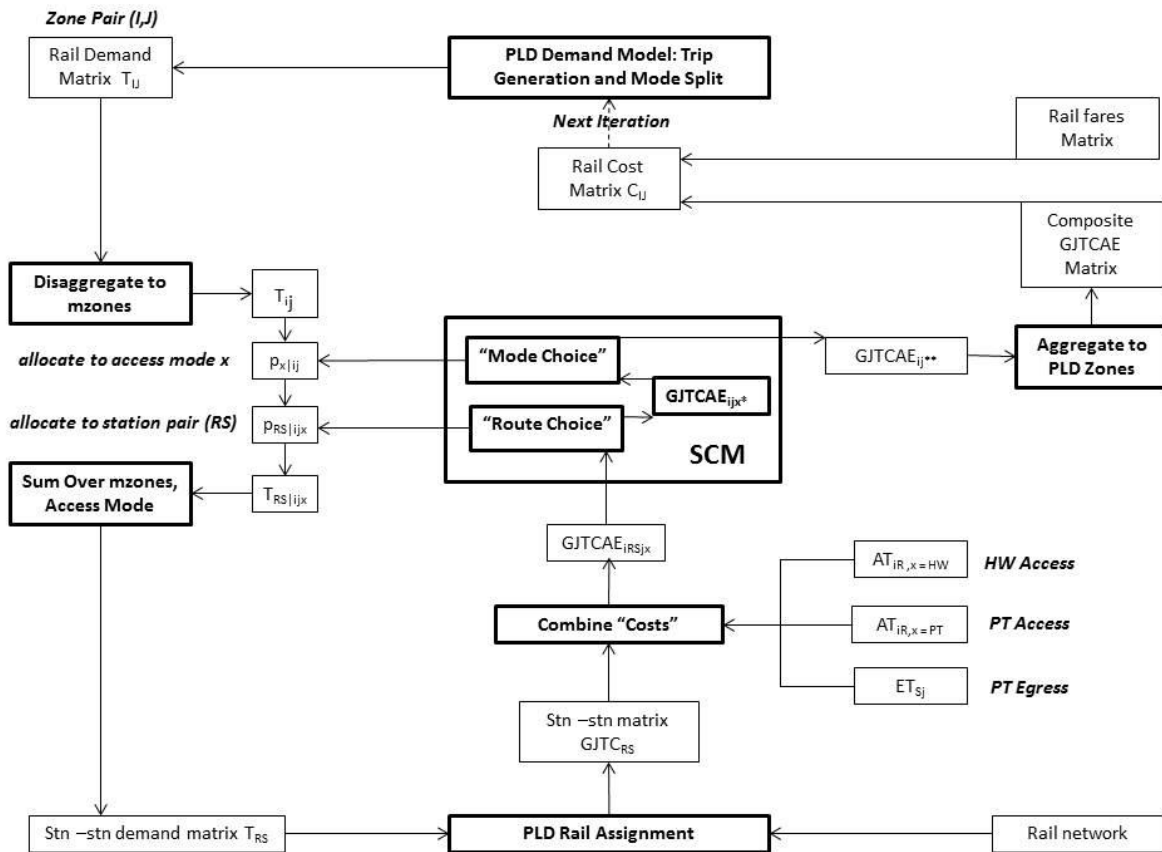 Zone Pair (I,J)
Rail Demand
Matrix T_IJ
PLD Demand Model: Trip
Generation and Mode Split
Next Iteration
Rail fares
Matrix
Rail Cost
Matrix C_IJ
Composite
GJTCAE
Matrix
Disaggregate to
mzones
T_ij
allocate to access mode x
p_x|ij
"Mode Choice"
GJTCAE_ij••
Aggregate to
PLD Zones
GJTCAE_ijx*
allocate to station pair (RS)
p_RS|ijx
"Route Choice"
SCM
Sum Over mzones,
Access Mode
T_RS|ijx
GJTCAE_iRSjx
AT_iR,x=HW
HW Access
Combine "Costs"
AT_iR,x=PT
PT Access
ET_Sj
PT Egress
Stn –stn matrix
GJTC_RS
Stn –stn demand matrix T_RS
PLD Rail Assignment
Rail network